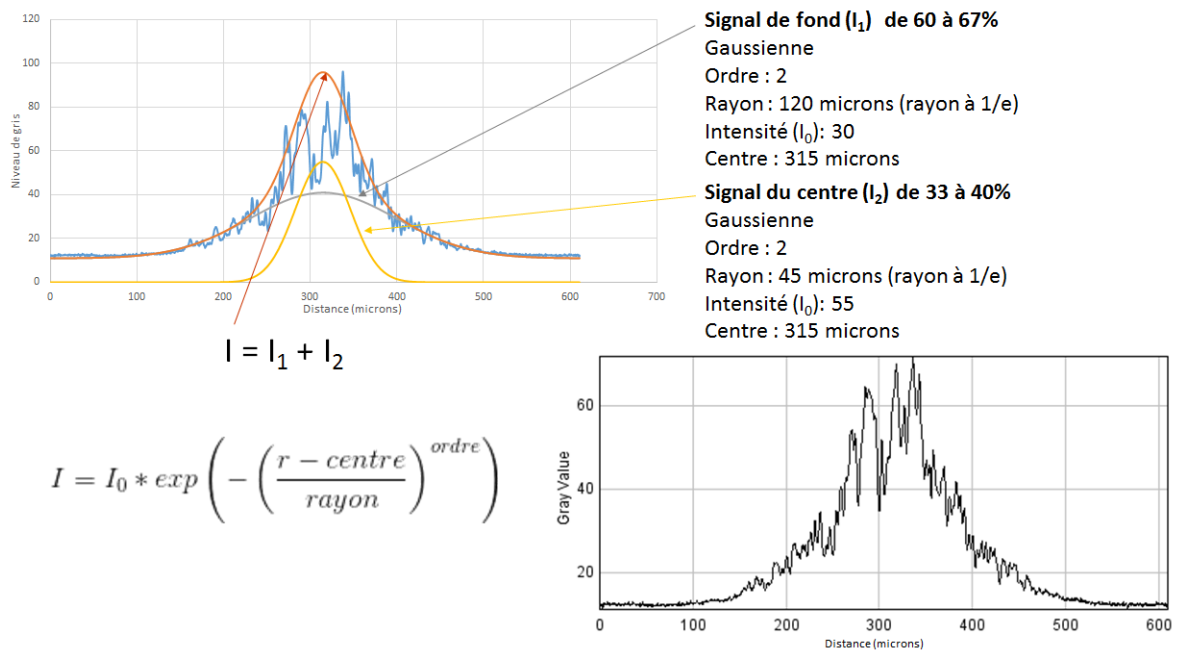 120
100
80
60
40
20
0
Niveau de gris
0 100 200 300 400 500 600 700
Distance (microns)
I = I1 + I2
Signal de fond (I1) de 60 à 67%
Gaussienne
Ordre : 2
Rayon : 120 microns (rayon à 1/e)
Intensité (I0): 30
Centre : 315 microns
Signal du centre (I2) de 33 à 40%
Gaussienne
Ordre : 2
Rayon : 45 microns (rayon à 1/e)
Intensité (I0): 55
Centre : 315 microns
I = I0 * exp(-((r - centre)/rayon)^ordre)
60
40
20
Gray Value
0 100 200 300 400 500 600
Distance (microns)